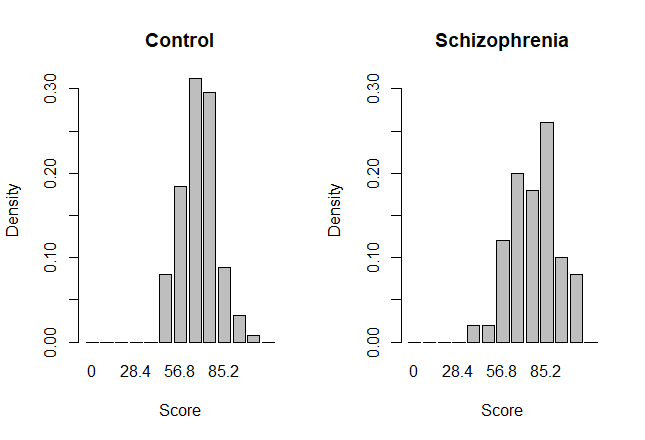 Control
Density
0.00 0.10 0.20 0.30
0 28.4 56.8 85.2
Score
Schizophrenia
Density
0.00 0.10 0.20 0.30
0 28.4 56.8 85.2
Score